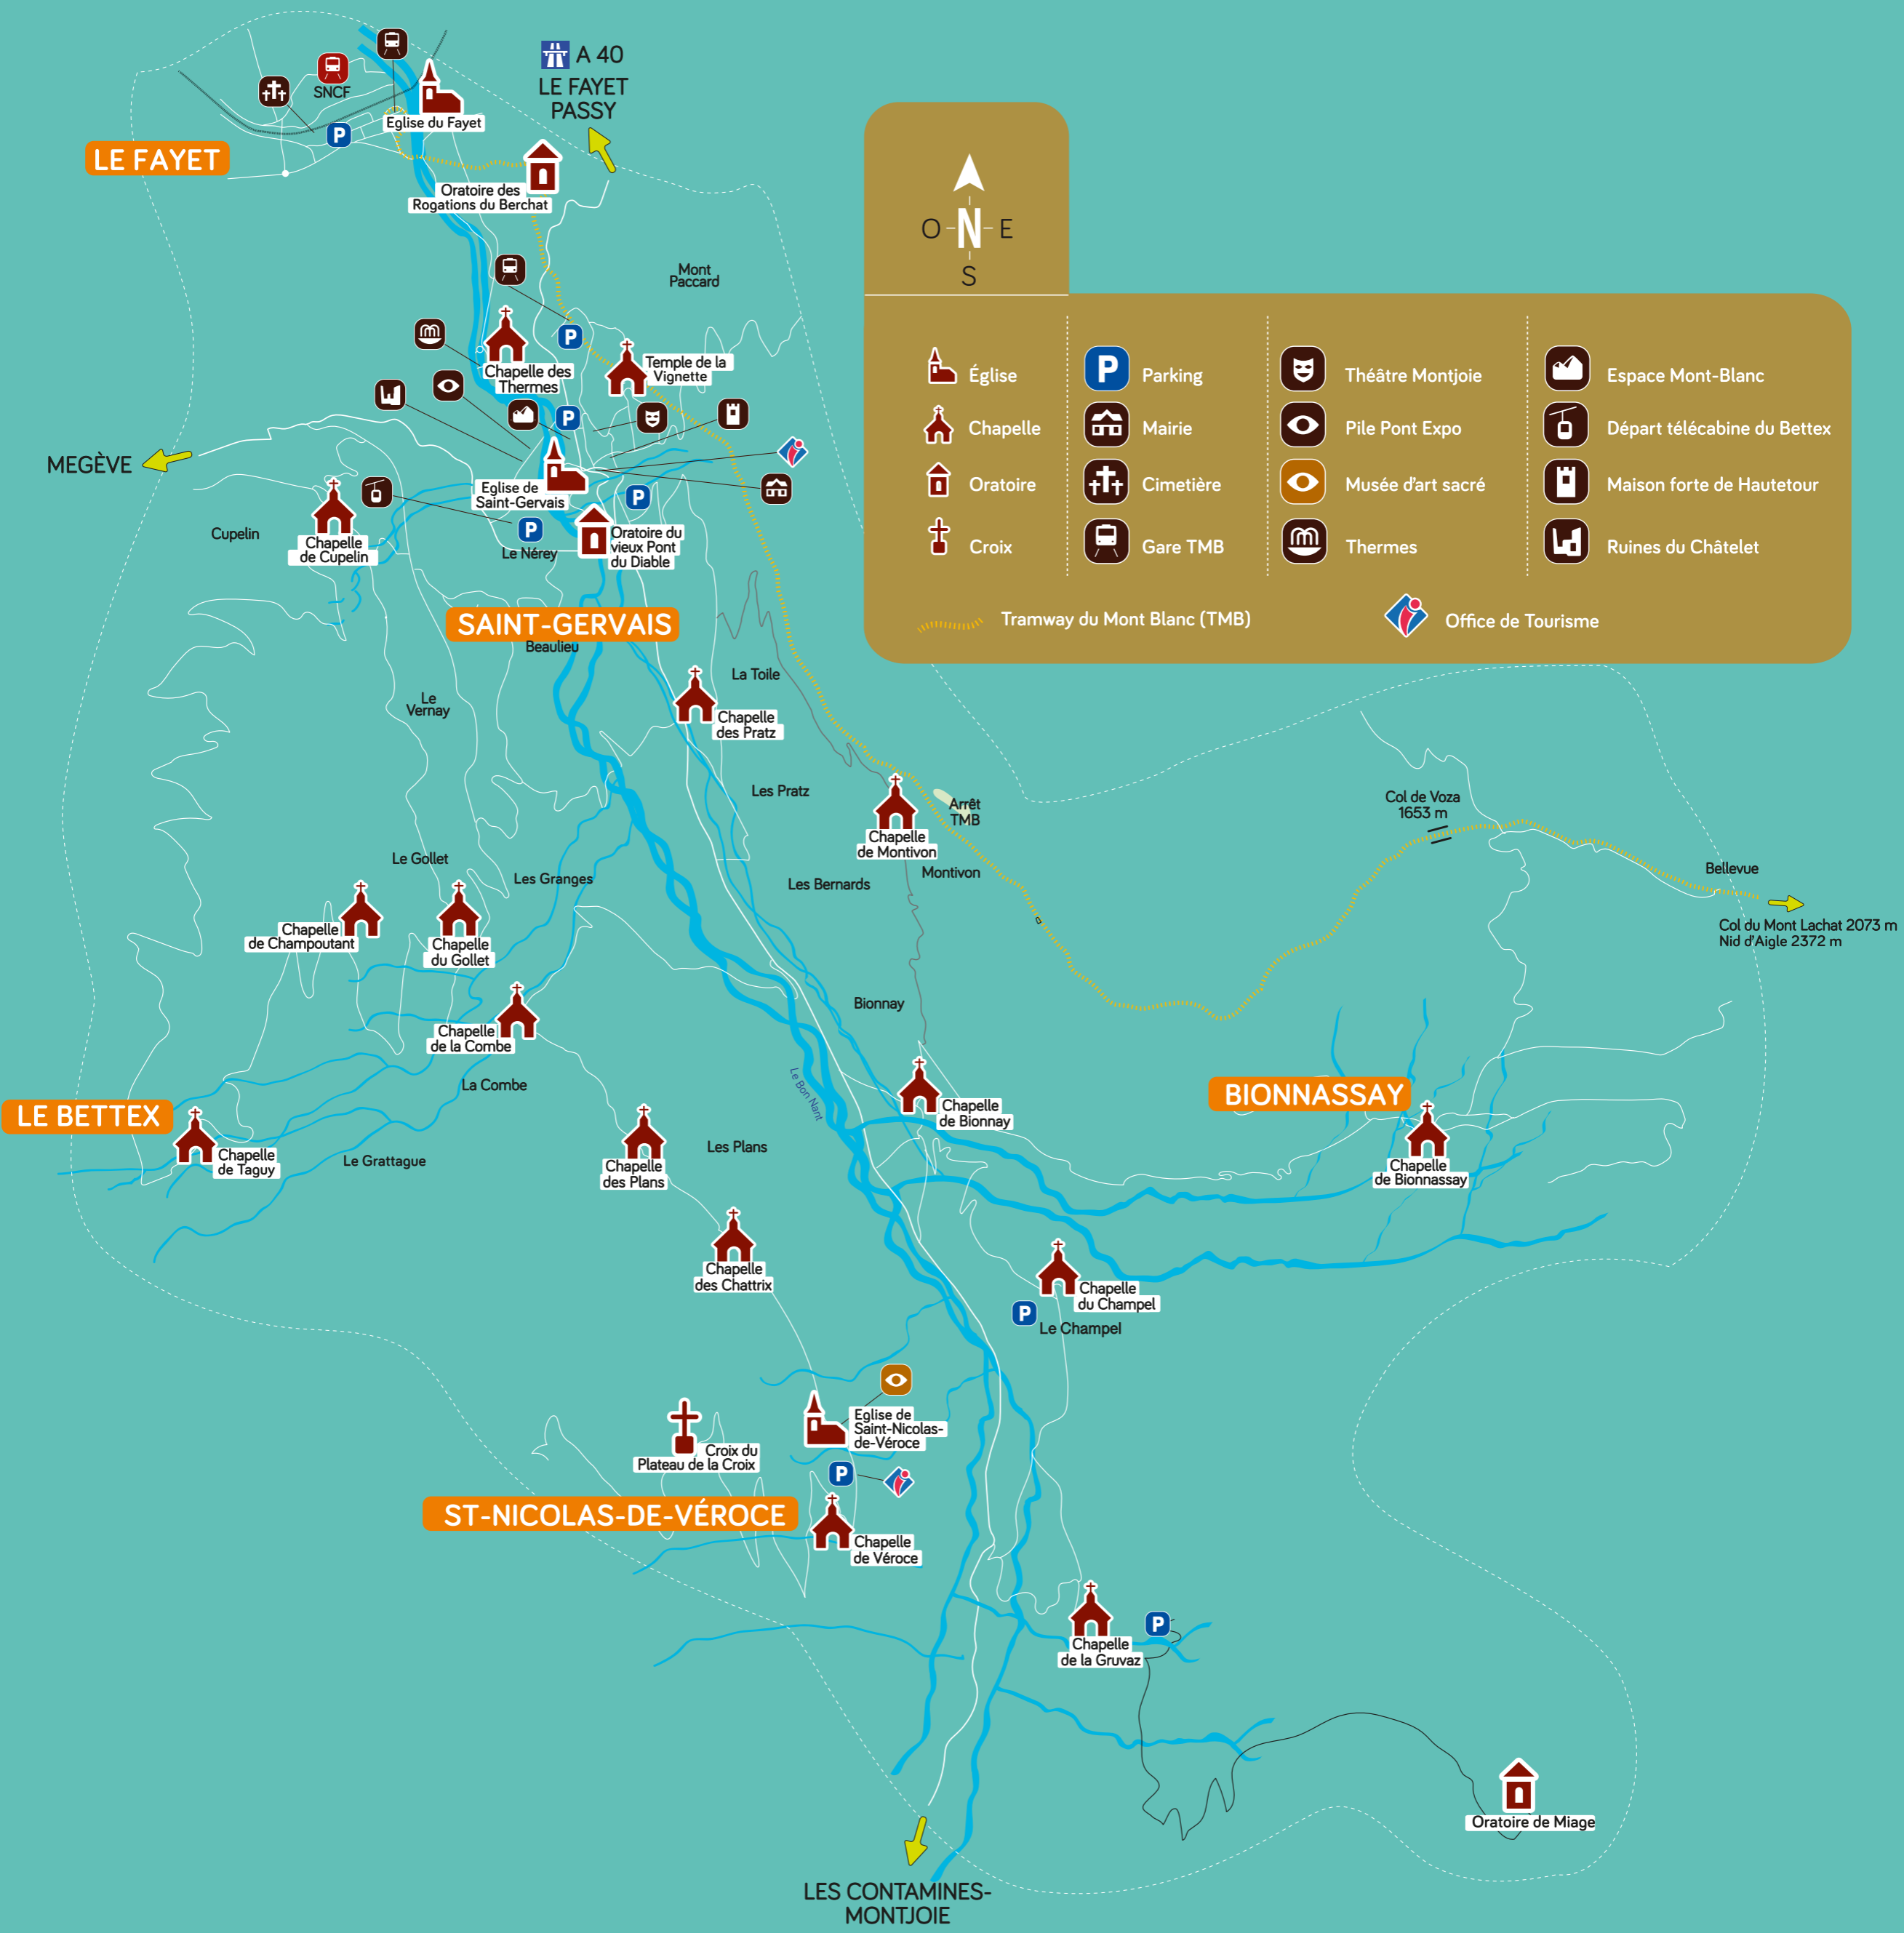 A 40
LE FAYET
PASSY
SNCF
P
Eglise du Fayet
LE FAYET
Oratoire des
Rogations du Berchat
Mont
Paccard
P
Chapelle des
Thermes
Temple de la
Vignette
P
MEGÈVE
Eglise de
Saint-Gervais
P
P
Cupelin
Chapelle
de Cupelin
Le Nérey
Oratoire du
vieux Pont
du Diable
SAINT-GERVAIS
Beaulieu
La Toile
Le
Vernay
Chapelle
des Pratz
Les Pratz
Arrêt
TMB
Chapelle
de Montivon
Montivon
Les Bernards
Col de Voza
1653 m
Bellevue
Col du Mont Lachat 2073 m
Nid d'Aigle 2372 m
Le Gollet
Les Granges
Chapelle
de Champoutant
Chapelle
du Gollet
Bionnay
Chapelle
de la Combe
La Combe
Le Bon Nant
LE BETTEX
Chapelle
de Taguy
Le Grattague
Chapelle
des Plans
Les Plans
Chapelle
de Bionnay
BIONNASSAY
Chapelle
de Bionnassay
Chapelle
des Chattrix
Chapelle
du Champel
P
Le Champel
Eglise de
Saint-Nicolas-
de-Véroce
Croix du
Plateau de la Croix
P
ST-NICOLAS-DE-VÉROCE
Chapelle
de Véroce
Chapelle
de la Gruvaz
P
Oratoire de Miage
LES CONTAMINES-
MONTJOIE
O N E
S
Église
Chapelle
Oratoire
Croix
P Parking
Mairie
Cimetière
Gare TMB
Théâtre Montjoie
Pile Pont Expo
Musée d'art sacré
Thermes
Espace Mont-Blanc
Départ télécabine du Bettex
Maison forte de Hautetour
Ruines du Châtelet
Tramway du Mont Blanc (TMB)
Office de Tourisme